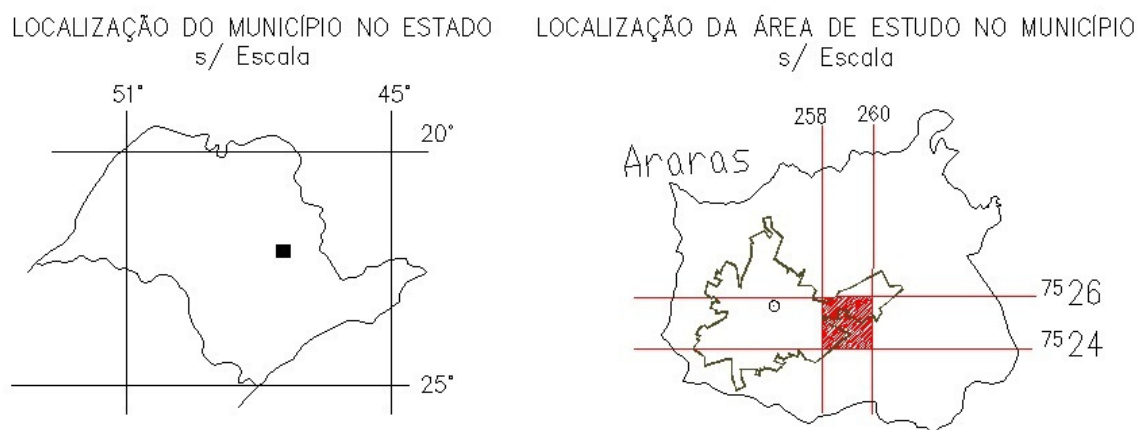 LOCALIZAÇÃO DO MUNICÍPIO NO ESTADO
s/ Escala
51°
45°
20°
25°
LOCALIZAÇÃO DA ÁREA DE ESTUDO NO MUNICÍPIO
s/ Escala
258
260
Araras
7526
7524